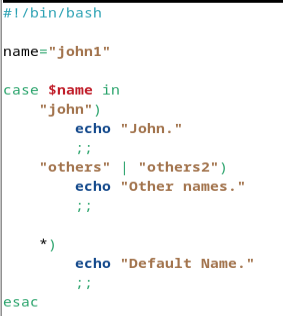 #!/bin/bash

name="john1"

case $name in
    "john")
        echo "John."
        ;;
    "others" | "others2")
        echo "Other names."
        ;;

    *)
        echo "Default Name."
        ;;
esac